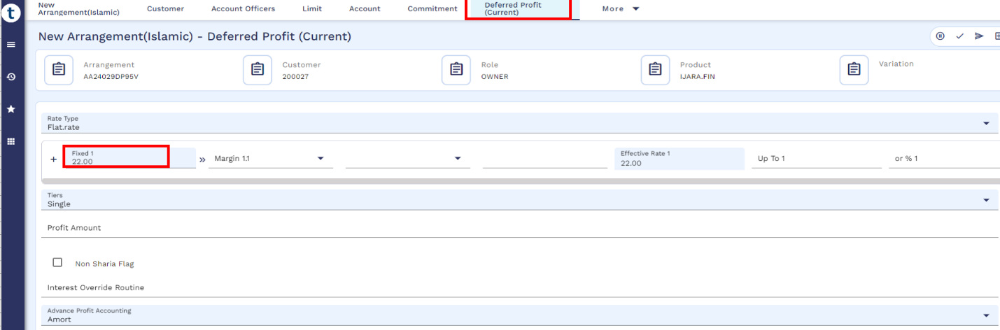 t
New
Arrangement(Islamic)
Customer
Account Officers
Limit
Account
Commitment
Deferred Profit
(Current)
More
New Arrangement(Islamic) - Deferred Profit (Current)
Arrangement
AA24029DP95V
Customer
200027
Role
OWNER
Product
IJARA.FIN
Variation
Rate Type
Flat.rate
+
Fixed 1
22.00
»
Margin 1.1
Effective Rate 1
22.00
Up To 1
or % 1
Tiers
Single
Profit Amount
Non Sharia Flag
Interest Override Routine
Advance Profit Accounting
Amort